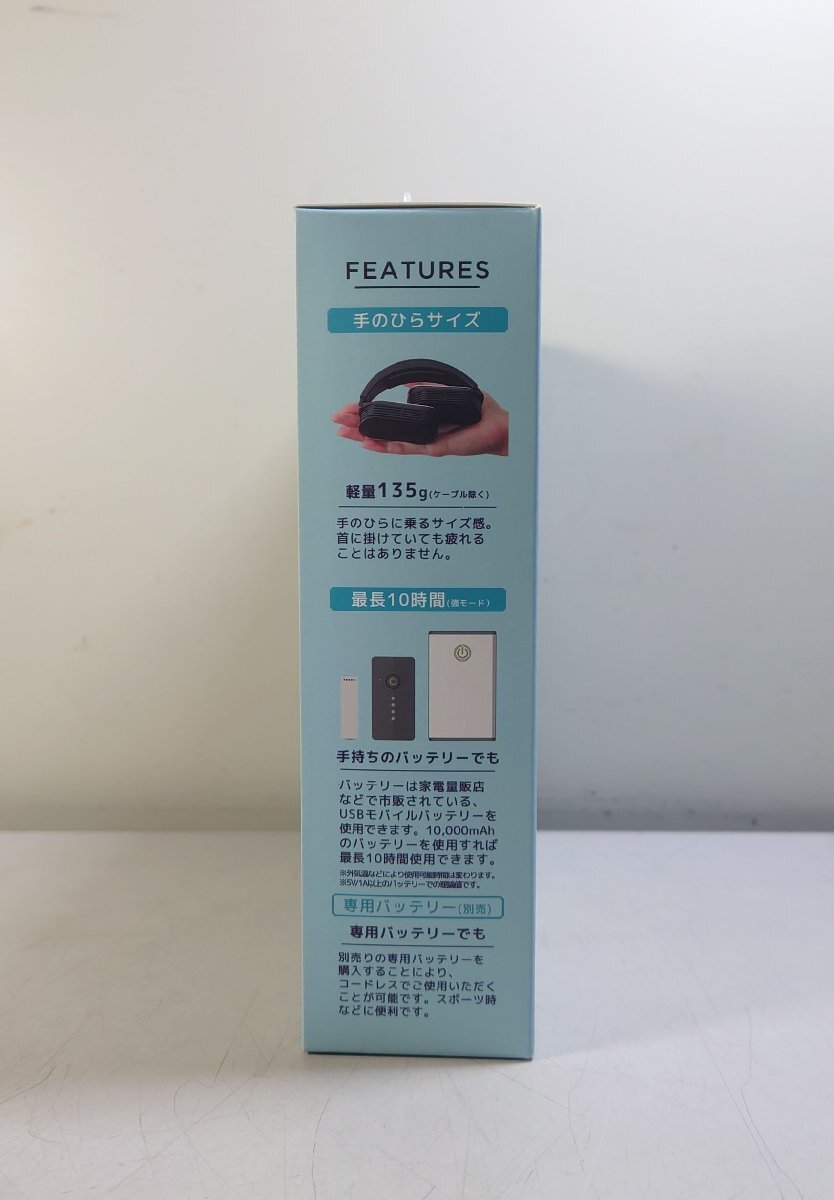 FEATURES
手のひらサイズ
軽量135g(ケーブル除く)
手のひらに乗るサイズ感。
首に掛けていても疲れる
ことはありません。
最長10時間(強モード)
手持ちのバッテリーでも
バッテリーは家電量販店
などで市販されている、
USBモバイルバッテリーを
使用できます。10,000mAh
のバッテリーを使用すれば
最長10時間使用できます。
※外気温などにより使用可能時間は変わります。
※5V/1A以上のバッテリーでの理論値です。
専用バッテリー(別売)
専用バッテリーでも
別売りの専用バッテリーを
購入することにより、
コードレスでご使用いただく
ことが可能です。スポーツ時
などに便利です。